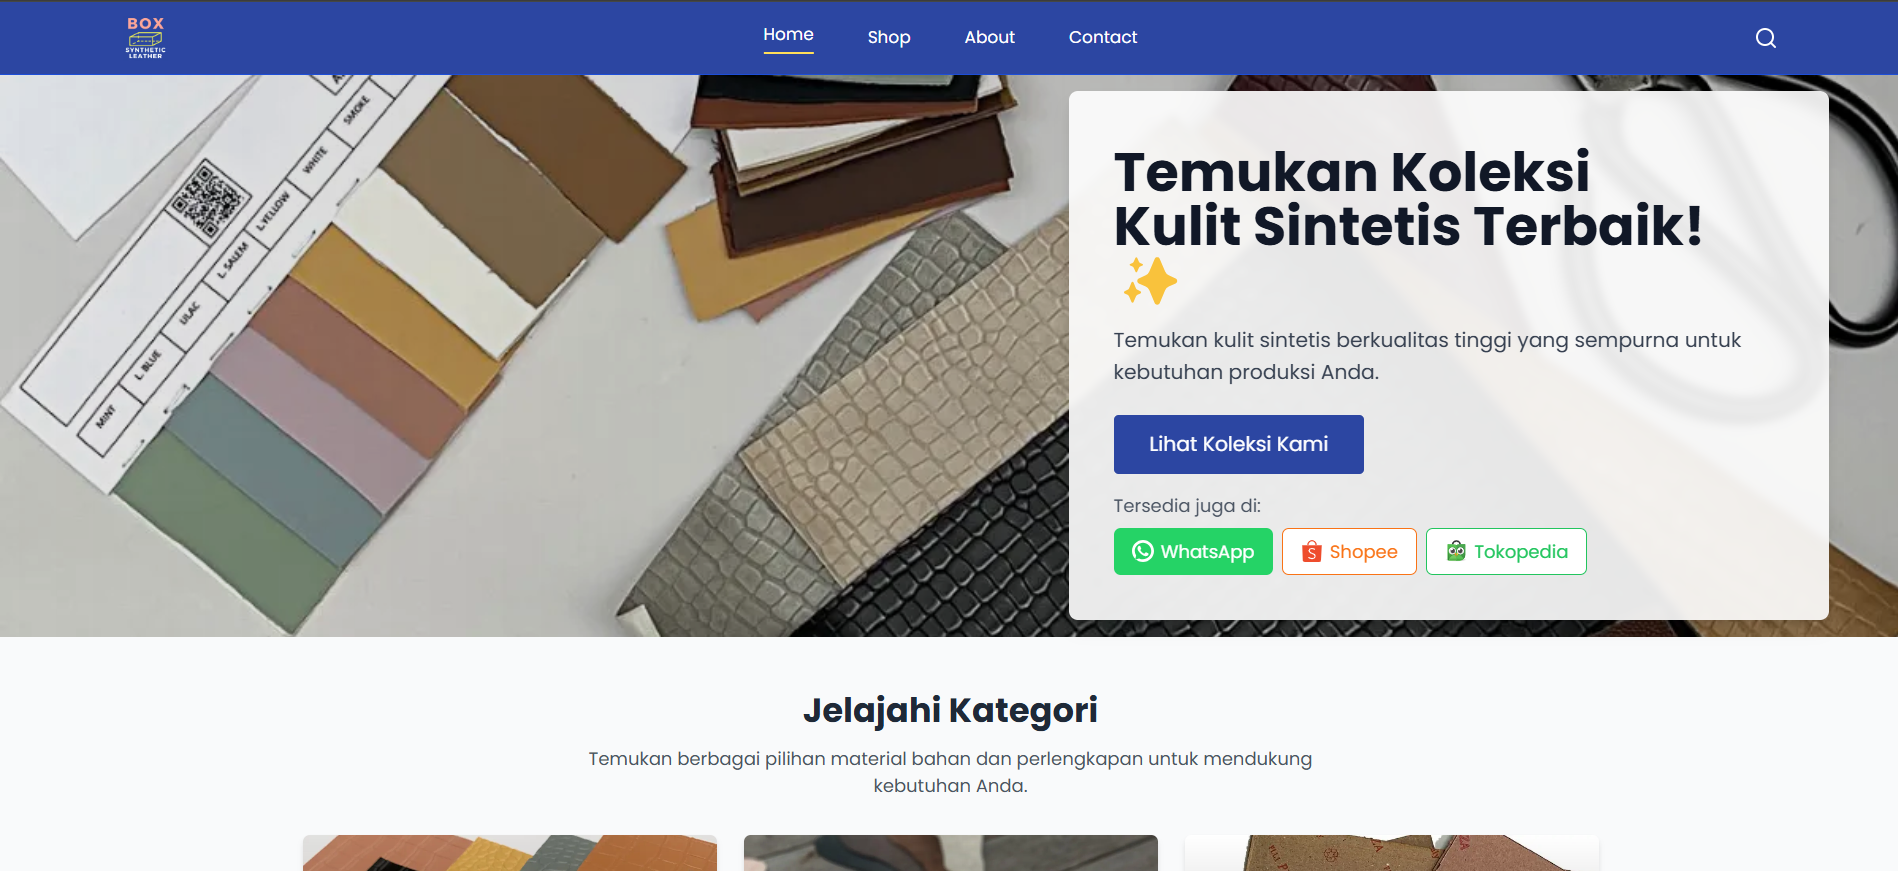 BOX
SYNTHETIC
LEATHER
Home
Shop
About
Contact
SMOKE
WHITE
L.YELLOW
L. SALEM
LILAC
L. BLUE
MINT
Temukan Koleksi
Kulit Sintetis Terbaik!
Temukan kulit sintetis berkualitas tinggi yang sempurna untuk
kebutuhan produksi Anda.
Lihat Koleksi Kami
Tersedia juga di:
WhatsApp
Shopee
Tokopedia
Jelajahi Kategori
Temukan berbagai pilihan material bahan dan perlengkapan untuk mendukung
kebutuhan Anda.